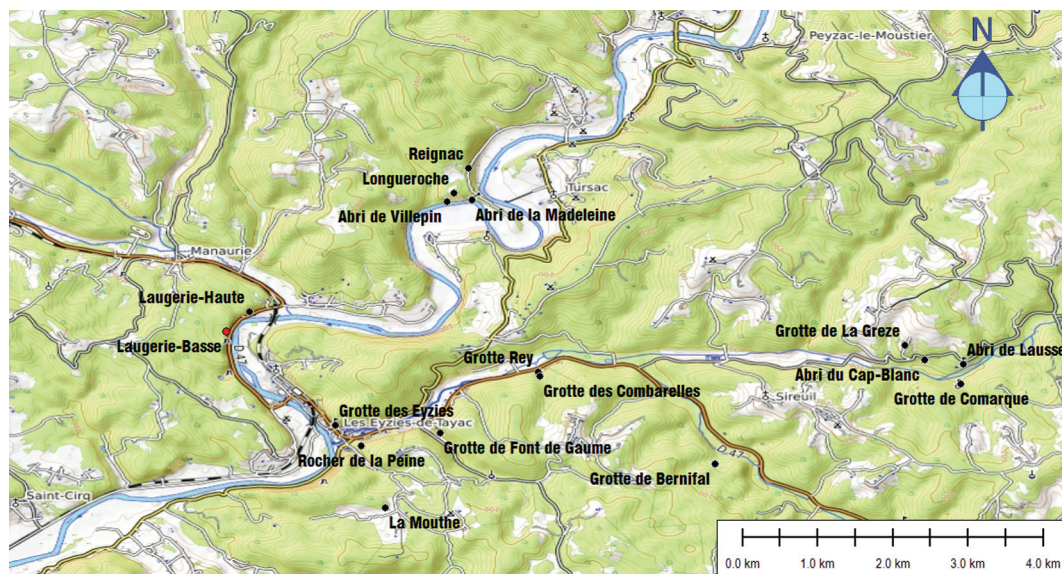 N
Peyzac-le-Moustier
Reignac
Longueroche
Tursac
Abri de Villepin
Abri de la Madeleine
Manaurie
Laugerie-Haute
Laugerie-Basse
D 47
Grotte de La Greze
Abri de Lausse
Grotte Rey
Abri du Cap-Blanc
Grotte des Combarelles
Grotte de Comarque
Sireuil
Grotte des Eyzies
Les Eyzies-de-Tayac
Grotte de Font de Gaume
Rocher de la Peine
D 47
Grotte de Bernifal
Saint-Cirq
La Mouthe
0.0 km 1.0 km 2.0 km 3.0 km 4.0 km